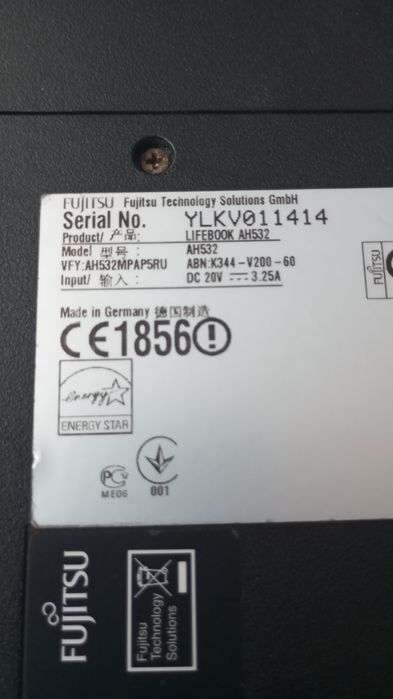 FUJITSU Fujitsu Technology Solutions GmbH
Serial No. YLKV011414
Product/ 产品: LIFEBOOK AH532
Model 型号: AH532
VFY:AH532MPAP5RU ABN:K344-V200-60
Input/ 输入: DC 20V ⎓ 3.25A
FUJITSU
Made in Germany 德国制造
CE1856!
energy
ENERGY STAR
PC
ME06
001
FUJITSU
Fujitsu
Technology
Solutions